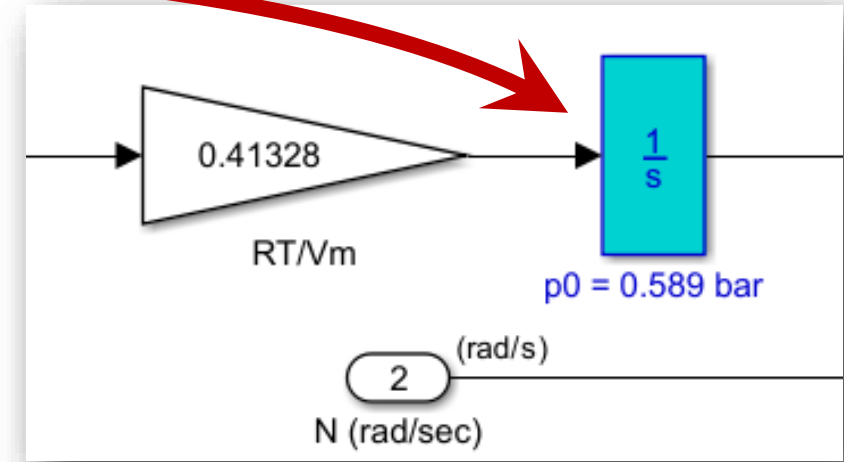 0.41328
RT/Vm
1
s
p0 = 0.589 bar
2
(rad/s)
N (rad/sec)